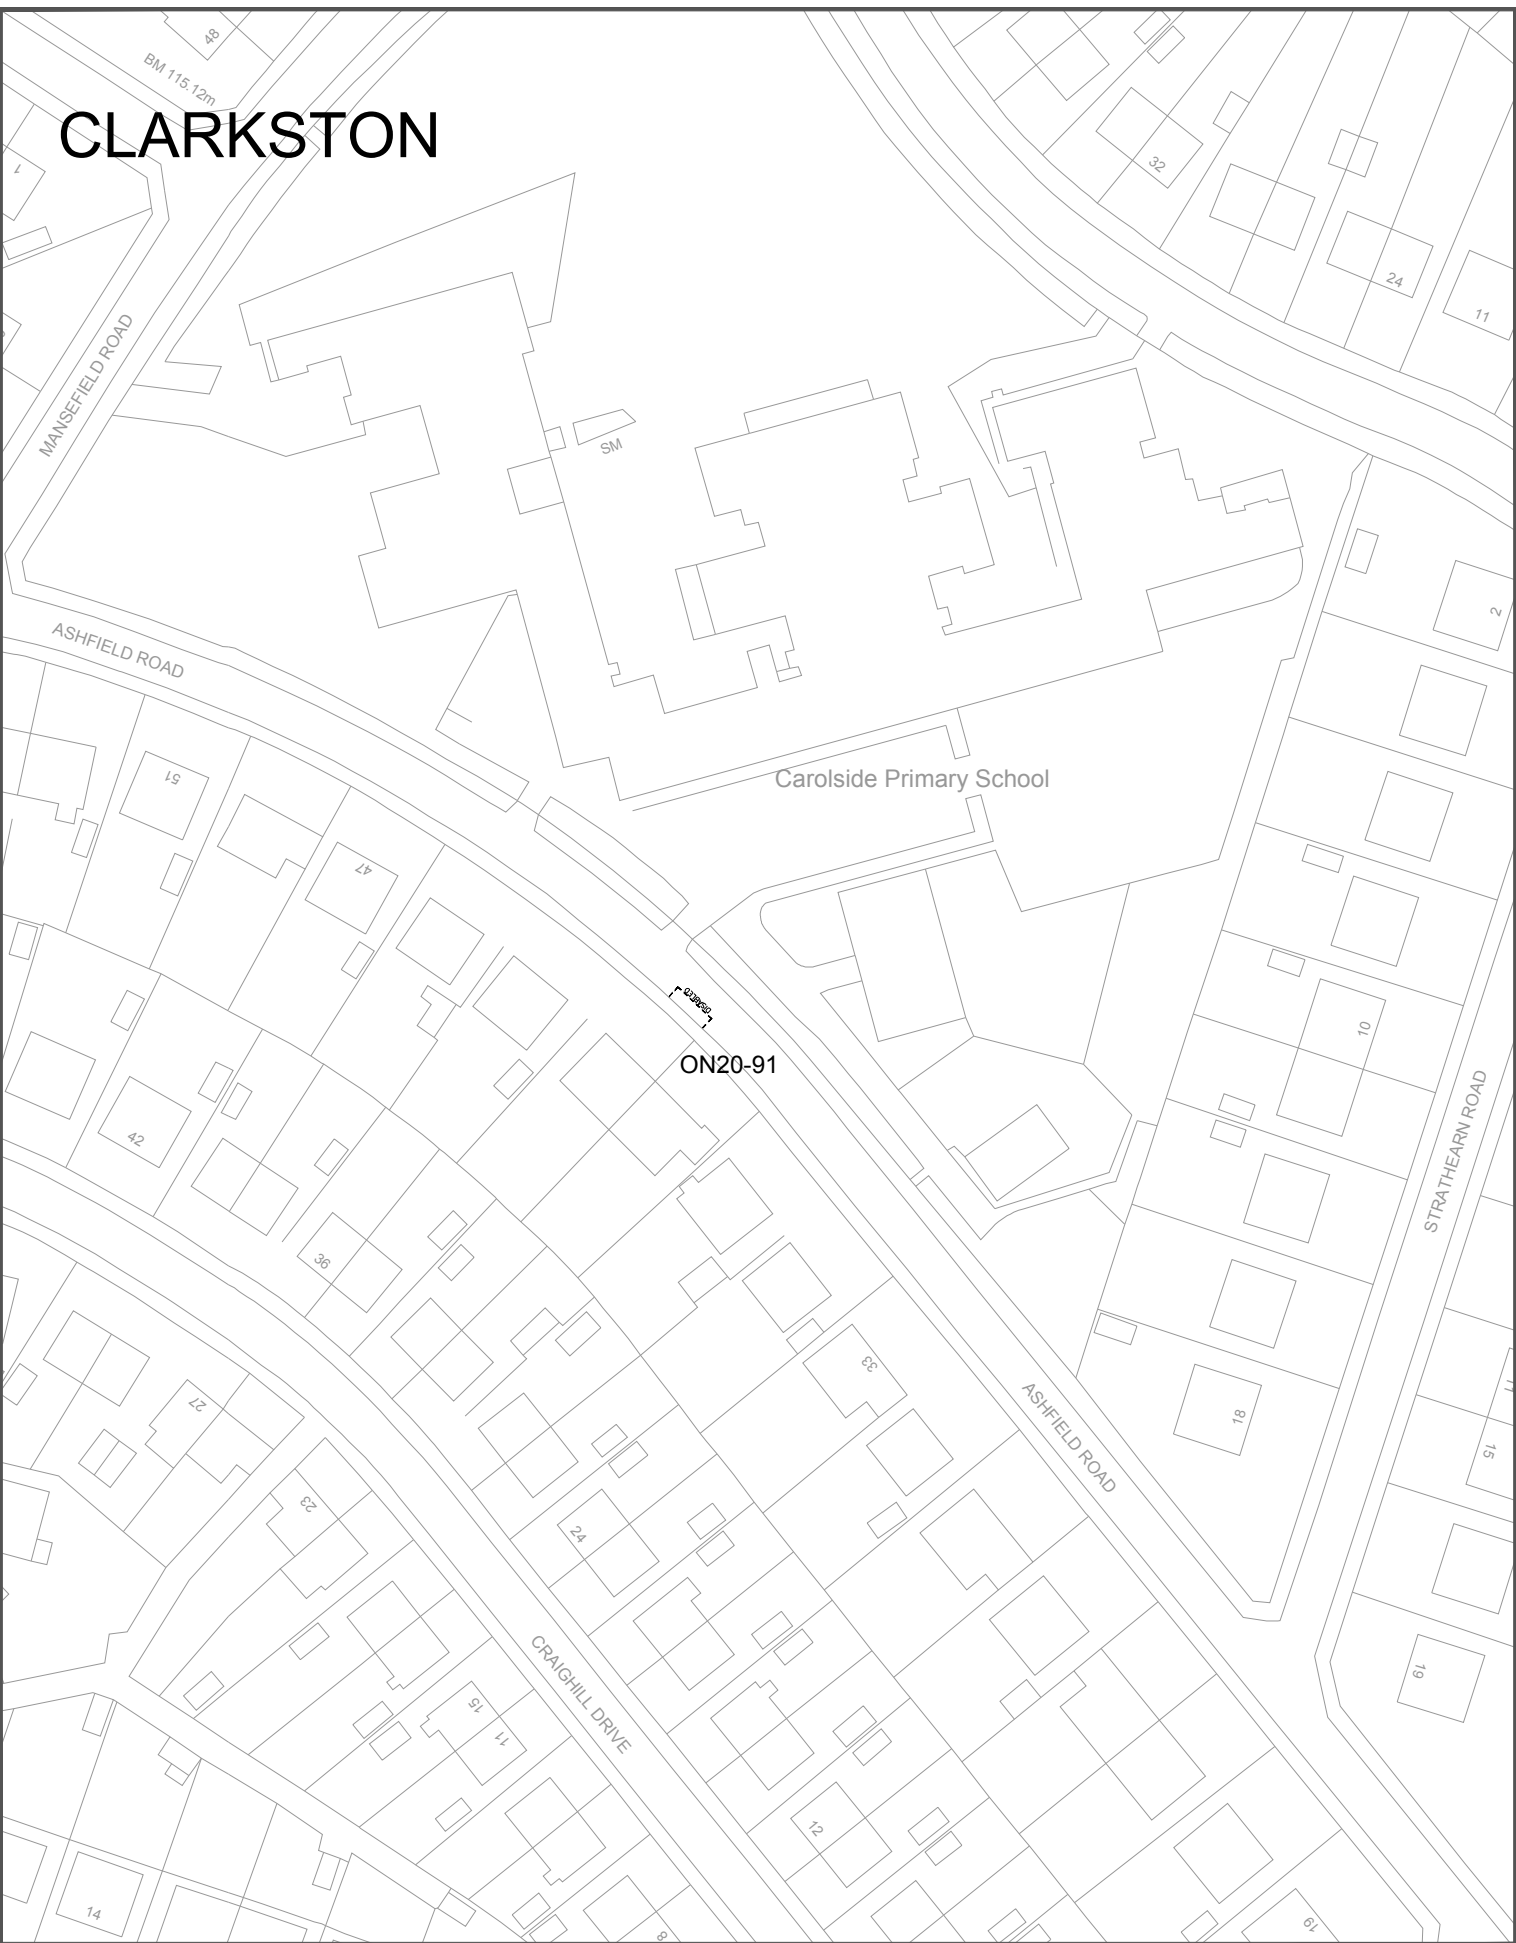 48
BM 115.12m
CLARKSTON
1
32
24
11
MANSEFIELD ROAD
SM
2
ASHFIELD ROAD
51
Carolside Primary School
47
DISABLED
10
ON20-91
42
STRATHEARN ROAD
36
33
27
ASHFIELD ROAD
18
15
23
24
CRAIGHILL DRIVE
19
15
11
12
14
8
19